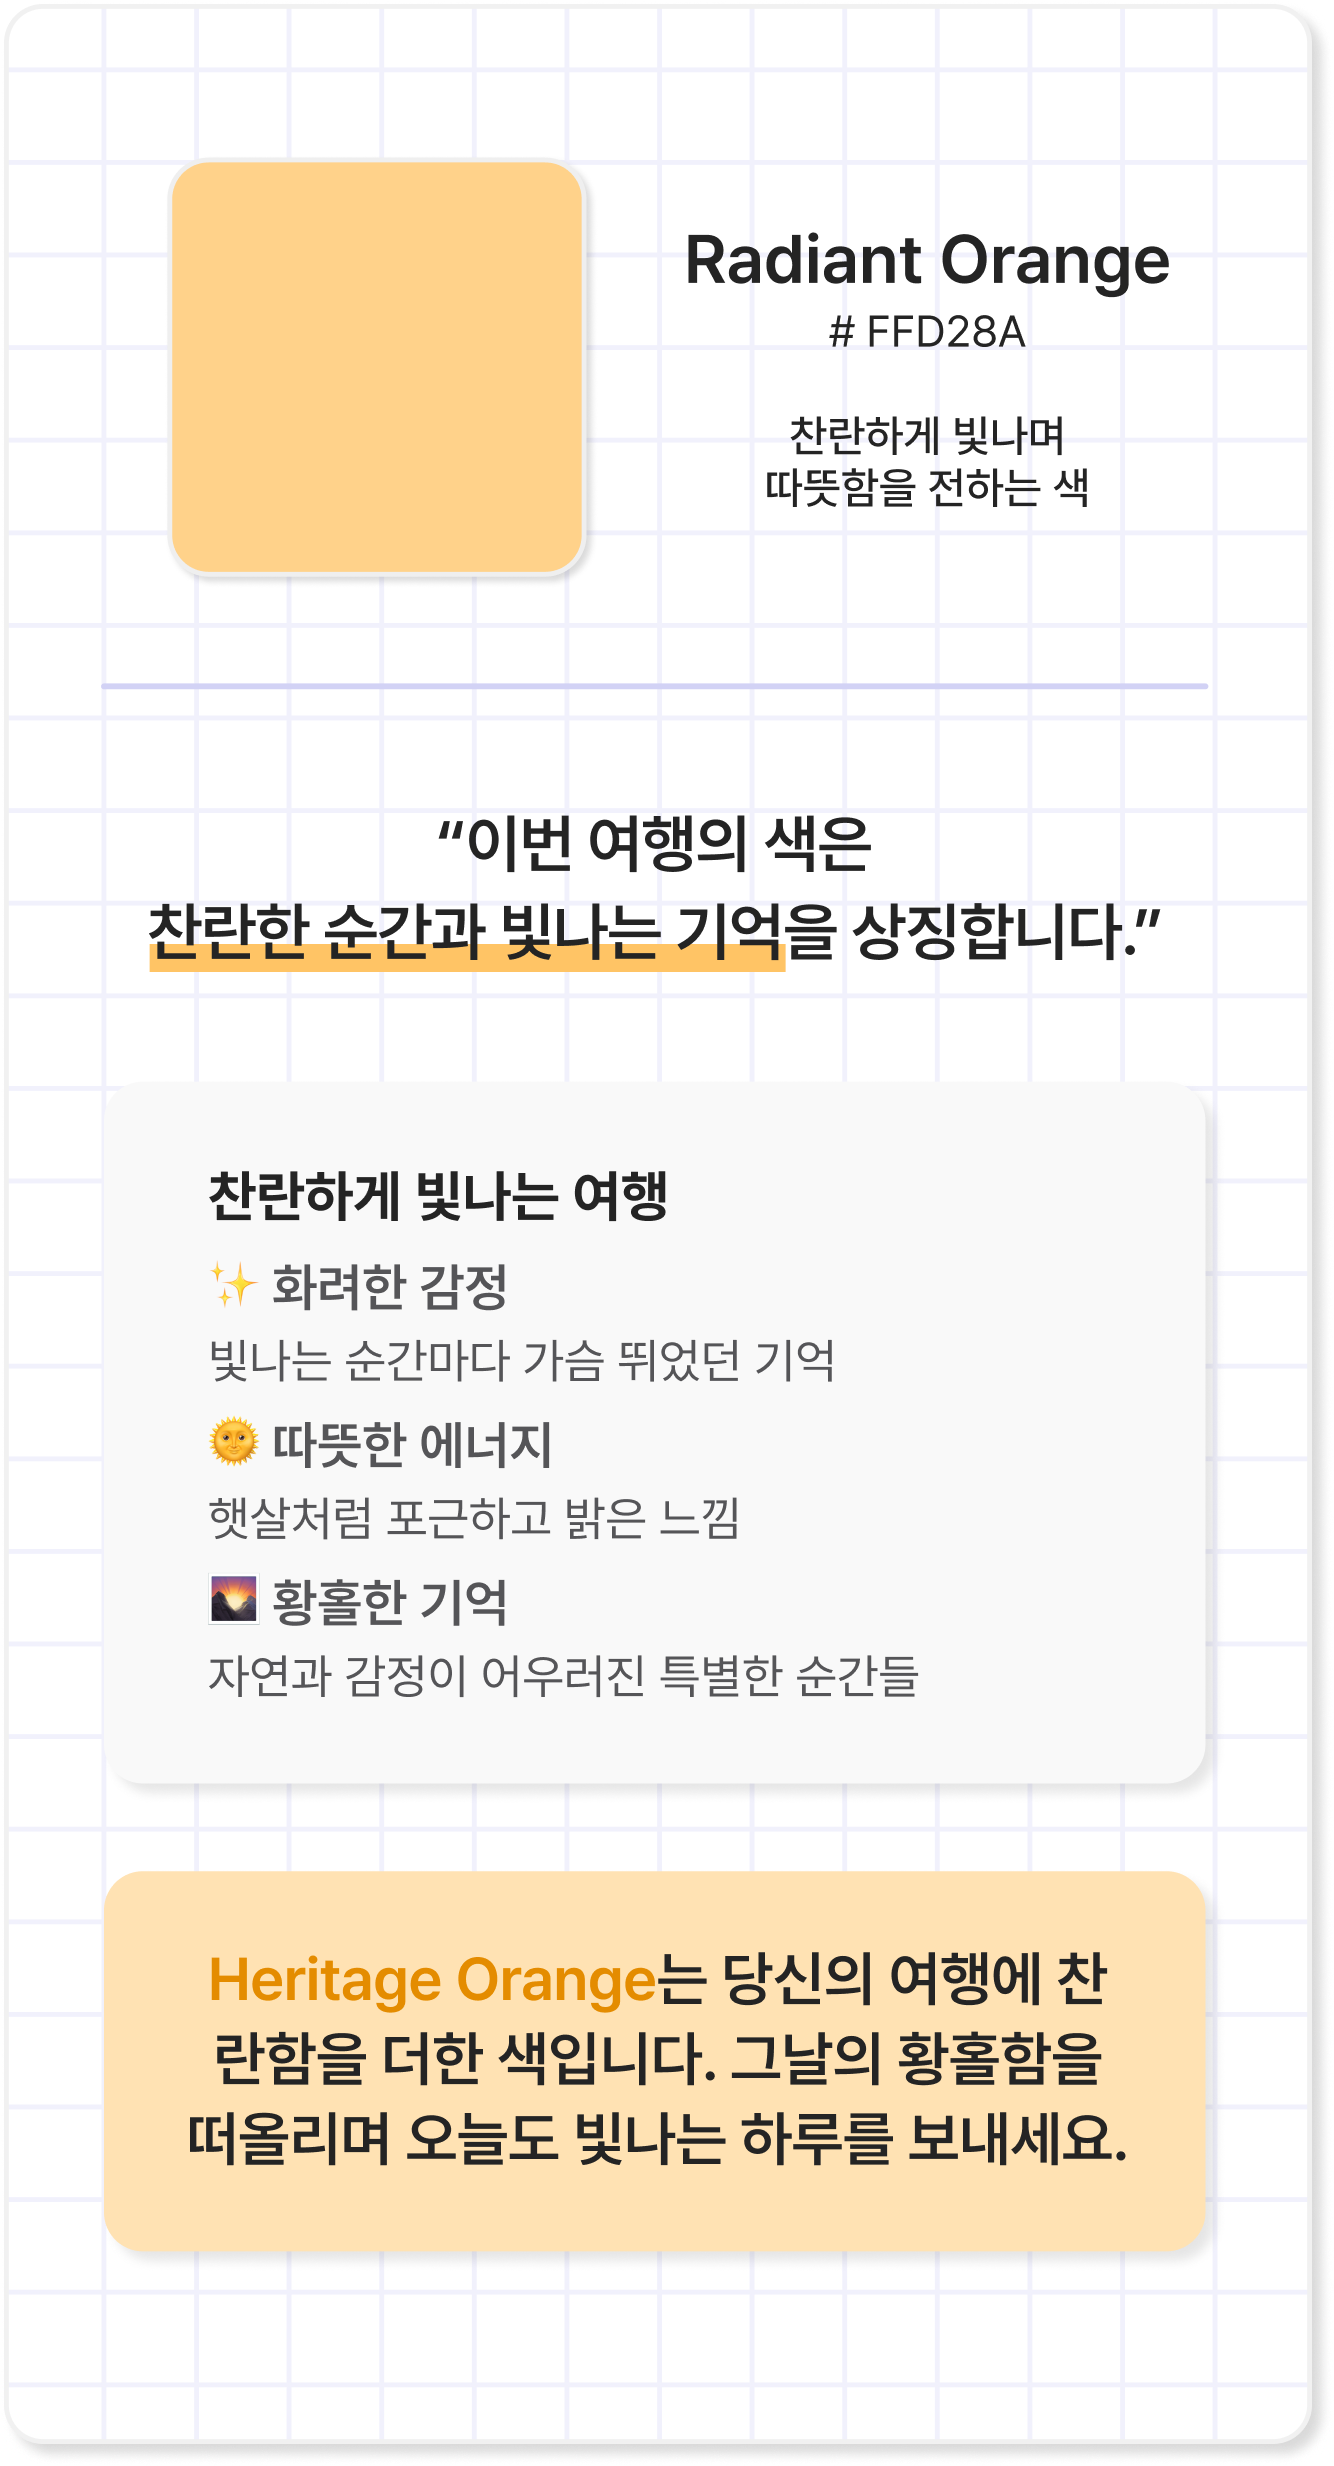 Radiant Orange
# FFD28A
찬란하게 빛나며
따뜻함을 전하는 색
“이번 여행의 색은
찬란한 순간과 빛나는 기억을 상징합니다.”
찬란하게 빛나는 여행
✨ 화려한 감정
빛나는 순간마다 가슴 뛰었던 기억
🌞 따뜻한 에너지
햇살처럼 포근하고 밝은 느낌
🌄 황홀한 기억
자연과 감정이 어우러진 특별한 순간들
Heritage Orange는 당신의 여행에 찬
란함을 더한 색입니다. 그날의 황홀함을
떠올리며 오늘도 빛나는 하루를 보내세요.